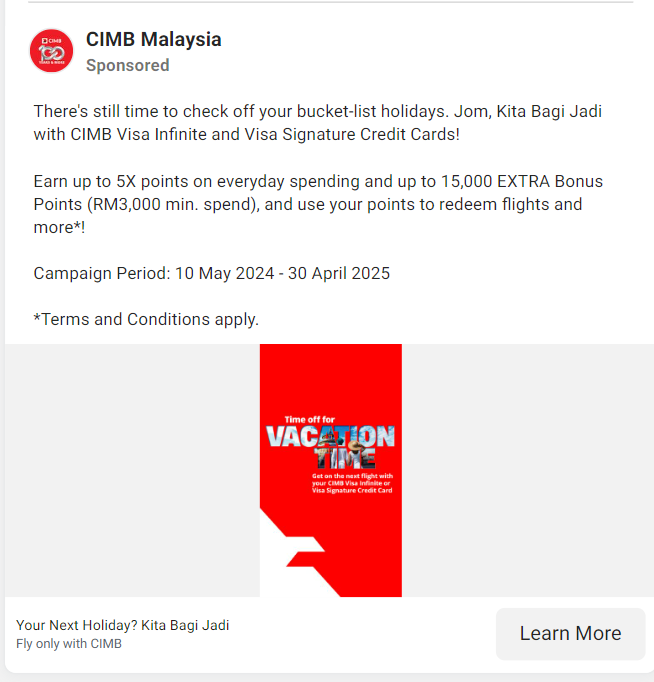 CIMB
100
YEARS & MORE
CIMB Malaysia
Sponsored
There's still time to check off your bucket-list holidays. Jom, Kita Bagi Jadi
with CIMB Visa Infinite and Visa Signature Credit Cards!
Earn up to 5X points on everyday spending and up to 15,000 EXTRA Bonus
Points (RM3,000 min. spend), and use your points to redeem flights and
more*!
Campaign Period: 10 May 2024 - 30 April 2025
*Terms and Conditions apply.
Time off for
VACATION
TIME
Get on the next flight with
your CIMB Visa Infinite or
Visa Signature Credit Card
Your Next Holiday? Kita Bagi Jadi
Fly only with CIMB
Learn More